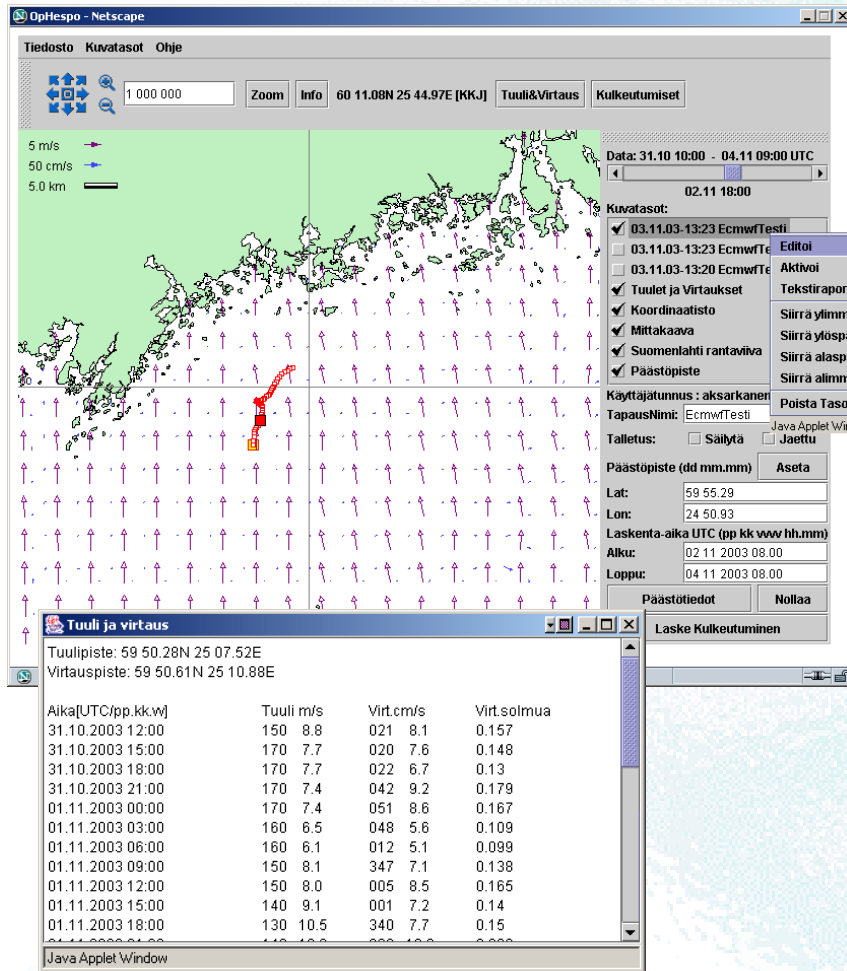 OpHespo - Netscape
Tiedosto Kuvatasot Ohje
1 000 000 Zoom Info 60 11.08N 25 44.97E [KKJ] Tuuli&Virtaus Kulkeutumiset
5 m/s
50 cm/s
5.0 km
Data: 31.10 10:00 - 04.11 09:00 UTC
02.11 18:00
Kuvatasot:
03.11.03-13:23 EcmwfTesti
03.11.03-13:23 EcmwfTe
03.11.03-13:20 EcmwfTe
Tuulet ja Virtaukset
Koordinaatisto
Mittakaava
Suomenlahti rantaviiva
Päästöpiste
Editoi
Aktivoi
Tekstirapor
Siirrä ylimm
Siirrä ylöspä
Siirrä alaspä
Siirrä alimm
Poista Taso
Java Applet Win
Käyttäjätunnus : aksarkanen
TapausNimi: EcmwfTesti
Talletus: Säilytä Jaettu
Päästöpiste (dd mm.mm) Aseta
Lat: 59 55.29
Lon: 24 50.93
Laskenta-aika UTC (pp kk vvvv hh.mm)
Alku: 02 11 2003 08.00
Loppu: 04 11 2003 08.00
Päästötiedot Nollaa
Laske Kulkeutuminen
Tuuli ja virtaus
Tuulipiste: 59 50.28N 25 07.52E
Virtauspiste: 59 50.61N 25 10.88E
Aika[UTC/pp.kk.vv] Tuuli m/s Virt.cm/s Virt.solmua
31.10.2003 12:00 150 8.8 021 8.1 0.157
31.10.2003 15:00 170 7.7 020 7.6 0.148
31.10.2003 18:00 170 7.7 022 6.7 0.13
31.10.2003 21:00 170 7.4 042 9.2 0.179
01.11.2003 00:00 170 7.4 051 8.6 0.167
01.11.2003 03:00 160 6.5 048 5.6 0.109
01.11.2003 06:00 160 6.1 012 5.1 0.099
01.11.2003 09:00 150 8.1 347 7.1 0.138
01.11.2003 12:00 150 8.0 005 8.5 0.165
01.11.2003 15:00 140 9.1 001 7.2 0.14
01.11.2003 18:00 130 10.5 340 7.7 0.15
Java Applet Window